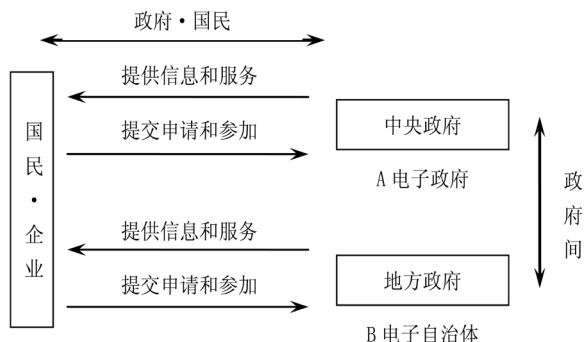 政府·国民
提供信息和服务
提交申请和参加
中央政府
A 电子政府
国民·企业
政府间
提供信息和服务
提交申请和参加
地方政府
B 电子自治体